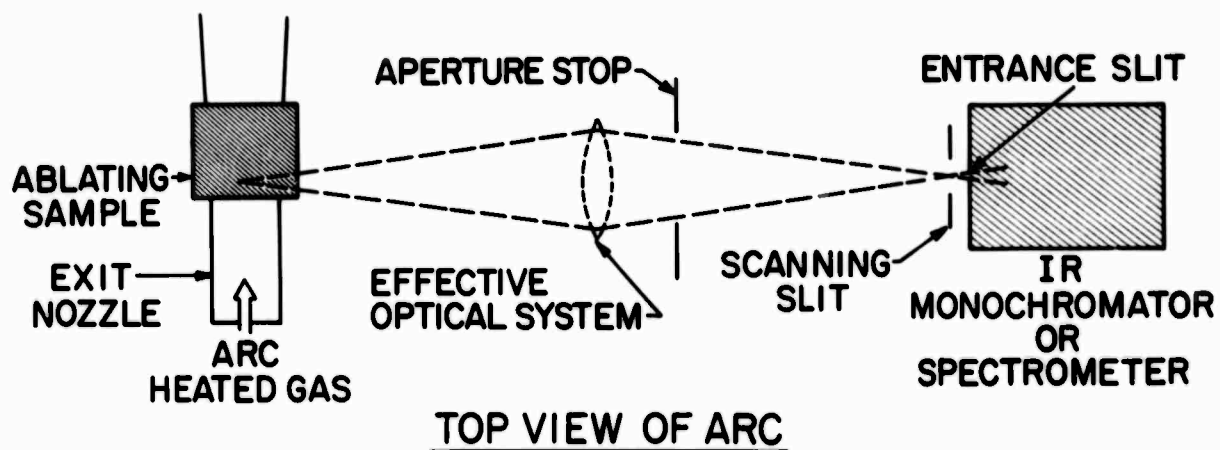 APERTURE STOP
ENTRANCE SLIT
ABLATING
SAMPLE
EXIT
NOZZLE
ARC
HEATED GAS
EFFECTIVE
OPTICAL SYSTEM
SCANNING
SLIT
IR
MONOCHROMATOR
OR
SPECTROMETER
TOP VIEW OF ARC